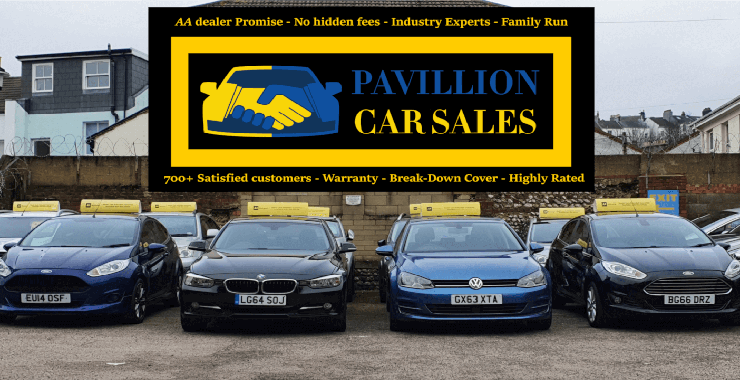 AA dealer Promise - No hidden fees - Industry Experts - Family Run
PAVILLION
CAR SALES
700+ Satisfied customers - Warranty - Break-Down Cover - Highly Rated
EXIT
EU14 OSF
LG64 SOJ
GX63 XTA
BG66 DRZ